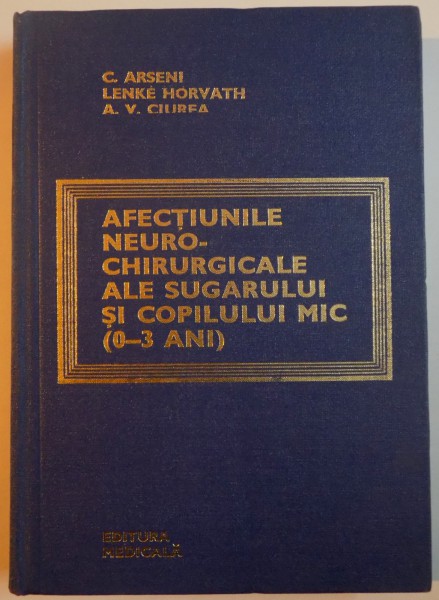 C. ARSENI
LENKÉ HORVATH
A. V. CIUREA
AFECȚIUNILE
NEURO-
CHIRURGICALE
ALE SUGARULUI
ȘI COPILULUI MIC
(0–3 ANI)
EDITURA
MEDICALĂ